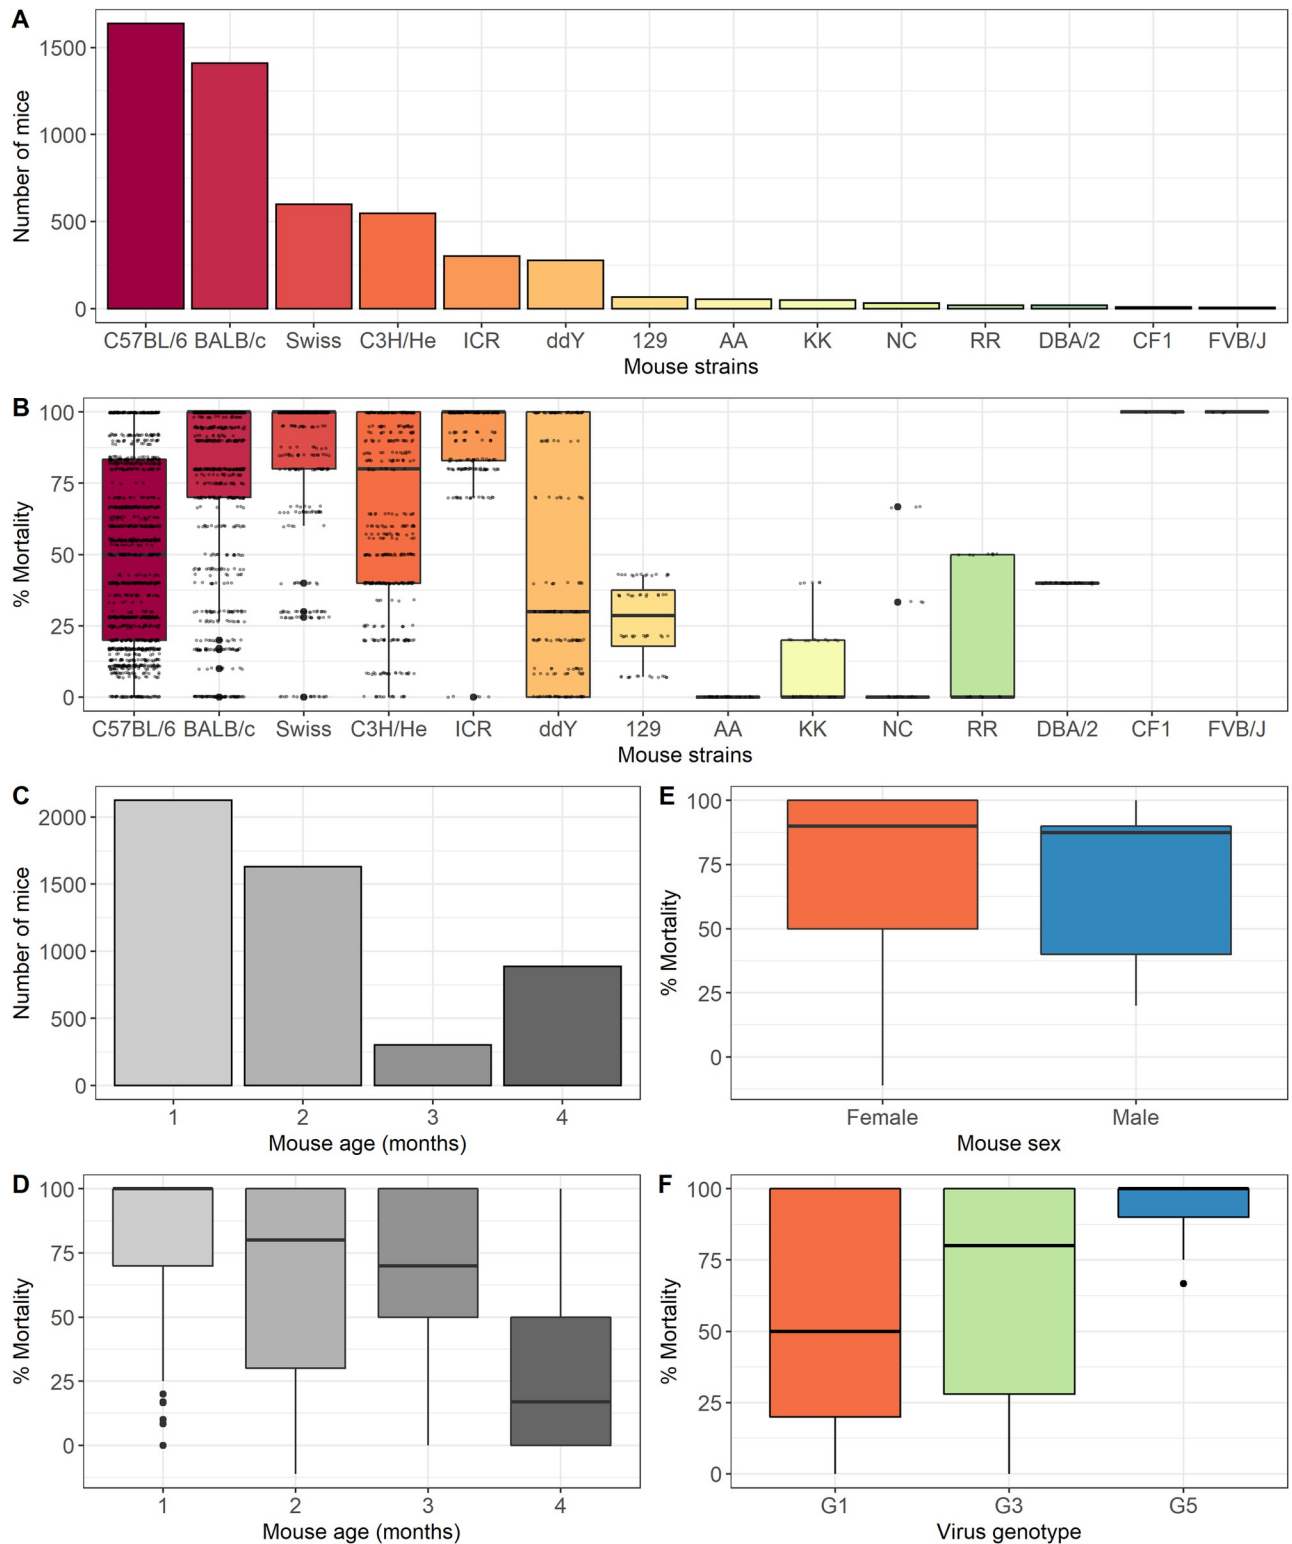 A
Number of mice
1500
1000
500
0
C57BL/6 BALB/c Swiss C3H/He ICR ddY 129 AA KK NC RR DBA/2 CF1 FVB/J
Mouse strains
B
% Mortality
100
75
50
25
0
C57BL/6 BALB/c Swiss C3H/He ICR ddY 129 AA KK NC RR DBA/2 CF1 FVB/J
Mouse strains
C
Number of mice
2000
1500
1000
500
0
1 2 3 4
Mouse age (months)
E
% Mortality
100
75
50
25
0
Female Male
Mouse sex
D
% Mortality
100
75
50
25
0
1 2 3 4
Mouse age (months)
F
% Mortality
100
75
50
25
0
G1 G3 G5
Virus genotype